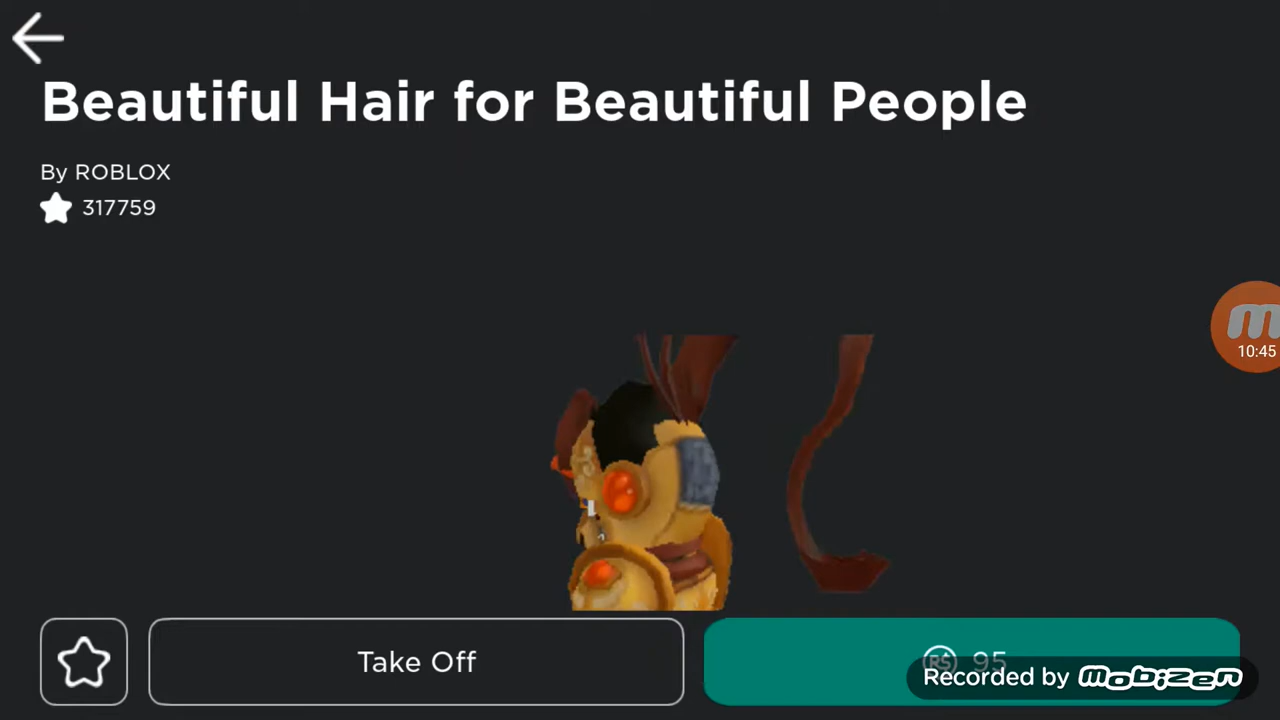 Beautiful Hair for Beautiful People
By ROBLOX
317759
10:45
Take Off
R$ 95
Recorded by mobizen